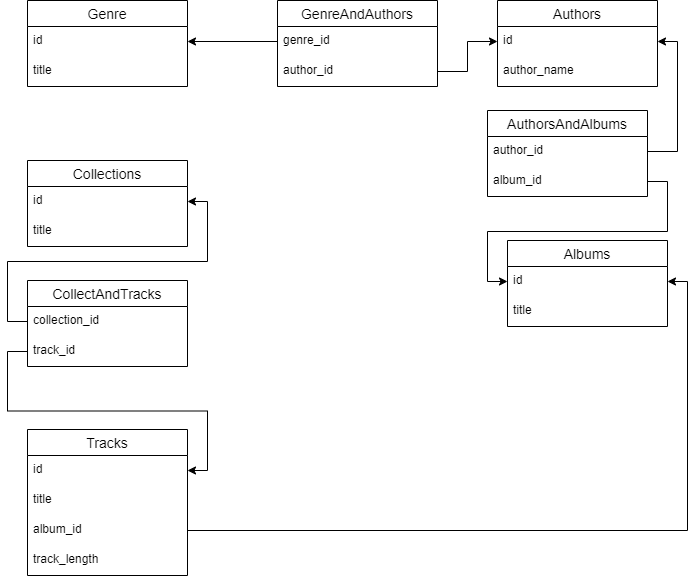 Genre
id
title
GenreAndAuthors
genre_id
author_id
Authors
id
author_name
AuthorsAndAlbums
author_id
album_id
Collections
id
title
Albums
id
title
CollectAndTracks
collection_id
track_id
Tracks
id
title
album_id
track_length